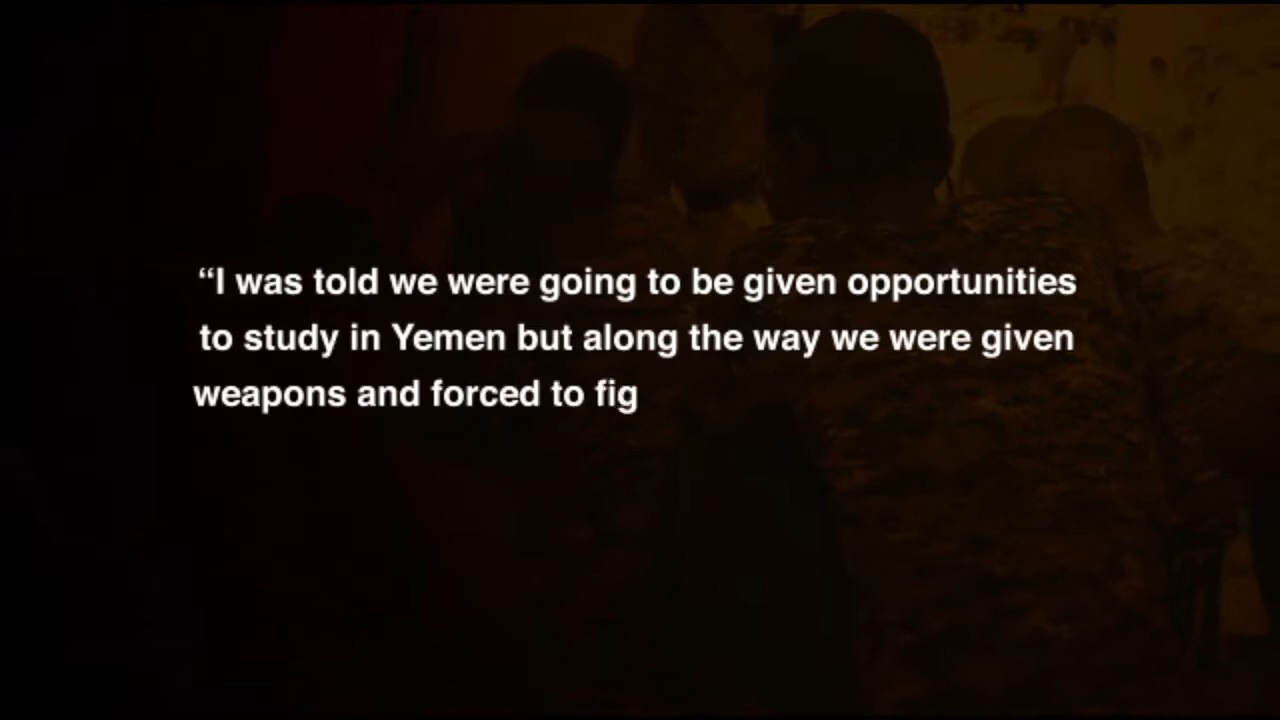 “I was told we were going to be given opportunities
to study in Yemen but along the way we were given
weapons and forced to fig